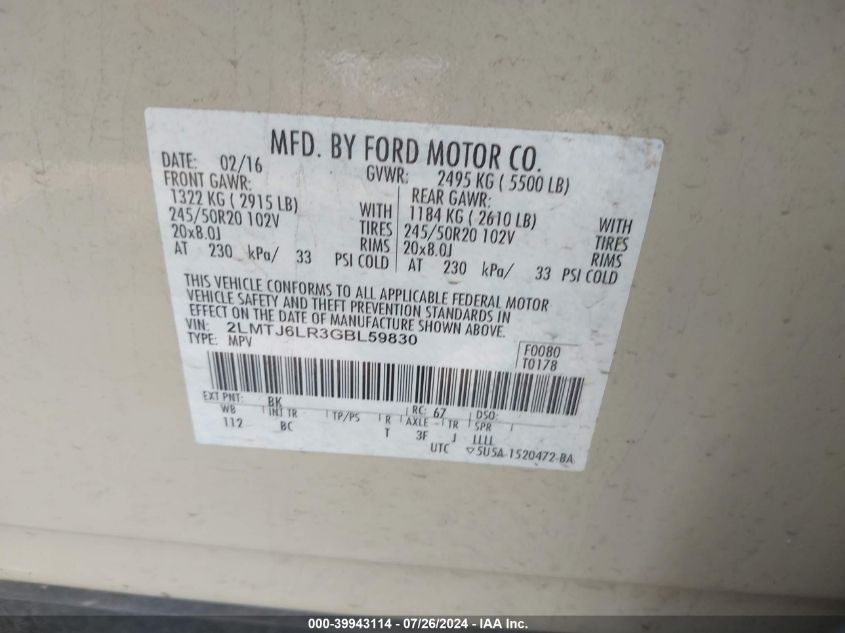 MFD. BY FORD MOTOR CO.
DATE: 02/16 GVWR: 2495 KG ( 5500 LB)
FRONT GAWR: REAR GAWR:
1322 KG ( 2915 LB) WITH 1184 KG ( 2610 LB) WITH
245/50R20 102V TIRES 245/50R20 102V TIRES
20x8.0J RIMS 20x8.0J RIMS
AT 230 kPa/ 33 PSI COLD AT 230 kPa/ 33 PSI COLD
THIS VEHICLE CONFORMS TO ALL APPLICABLE FEDERAL MOTOR
VEHICLE SAFETY AND THEFT PREVENTION STANDARDS IN
EFFECT ON THE DATE OF MANUFACTURE SHOWN ABOVE.
VIN: 2LMTJ6LR3GBL59830
TYPE: MPV
F0080
T0178
EXT PNT: BK RC: 67 DSO:
WB INT TR TP/PS R AXLE TR SPR
112 BC T 3F J LLLL
UTC ▽5U5A-1520472-BA
000-39943114 - 07/26/2024 - IAA Inc.